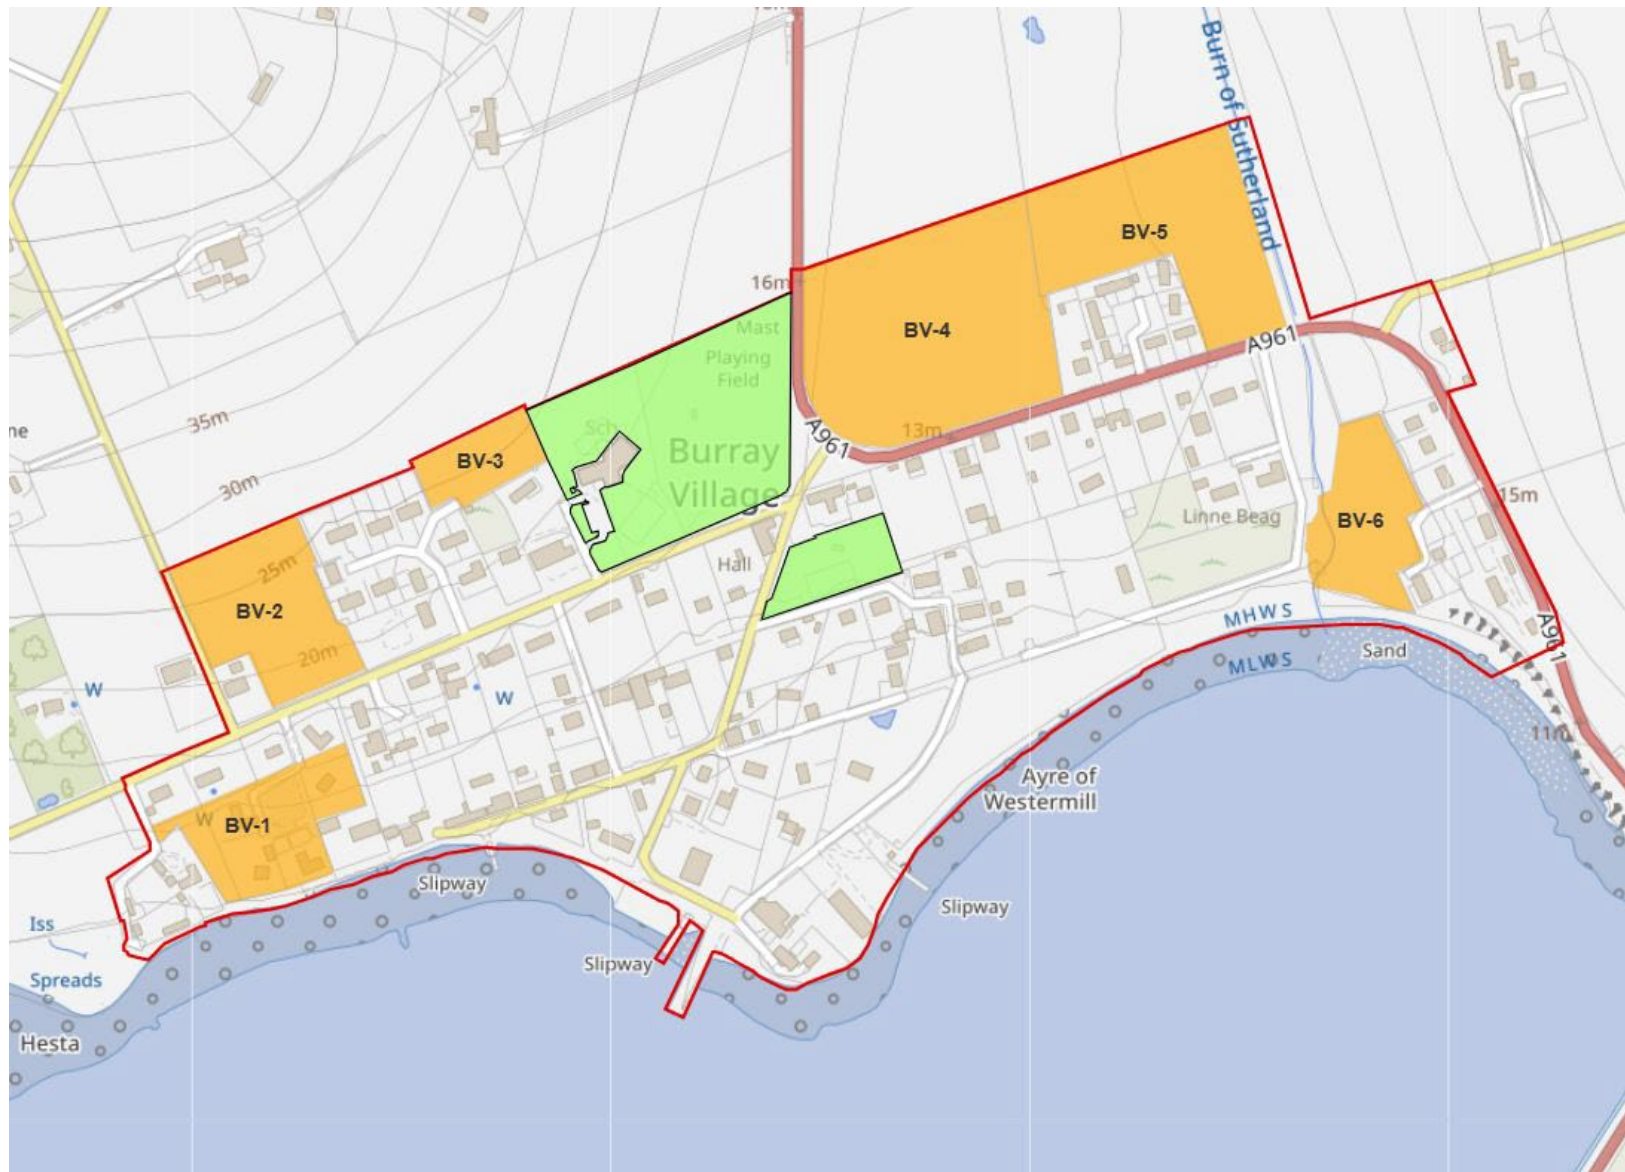 Burn of Sutherland
BV-5
16m
Mast
Playing
Field
BV-4
A961
35m
ne
Sch
13m
A961
Burray
Village
BV-3
30m
15m
Linne Beag
BV-6
25m
Hall
BV-2
MHWS
20m
A961
Sand
MLWS
W
W
11m
Ayre of
Westermill
W
BV-1
Slipway
Slipway
Iss
Slipway
Spreads
Hesta